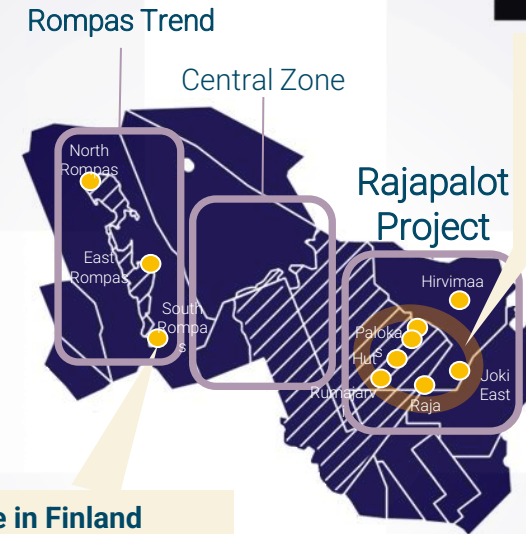 Rompas Trend
Central Zone
North
Rompas
East
Rompas
South
Rompa
s
Rajapalot
Project
Hirvimaa
Paloka
s
Hut
Rumajärv
Raja
Joki
East
e in Finland